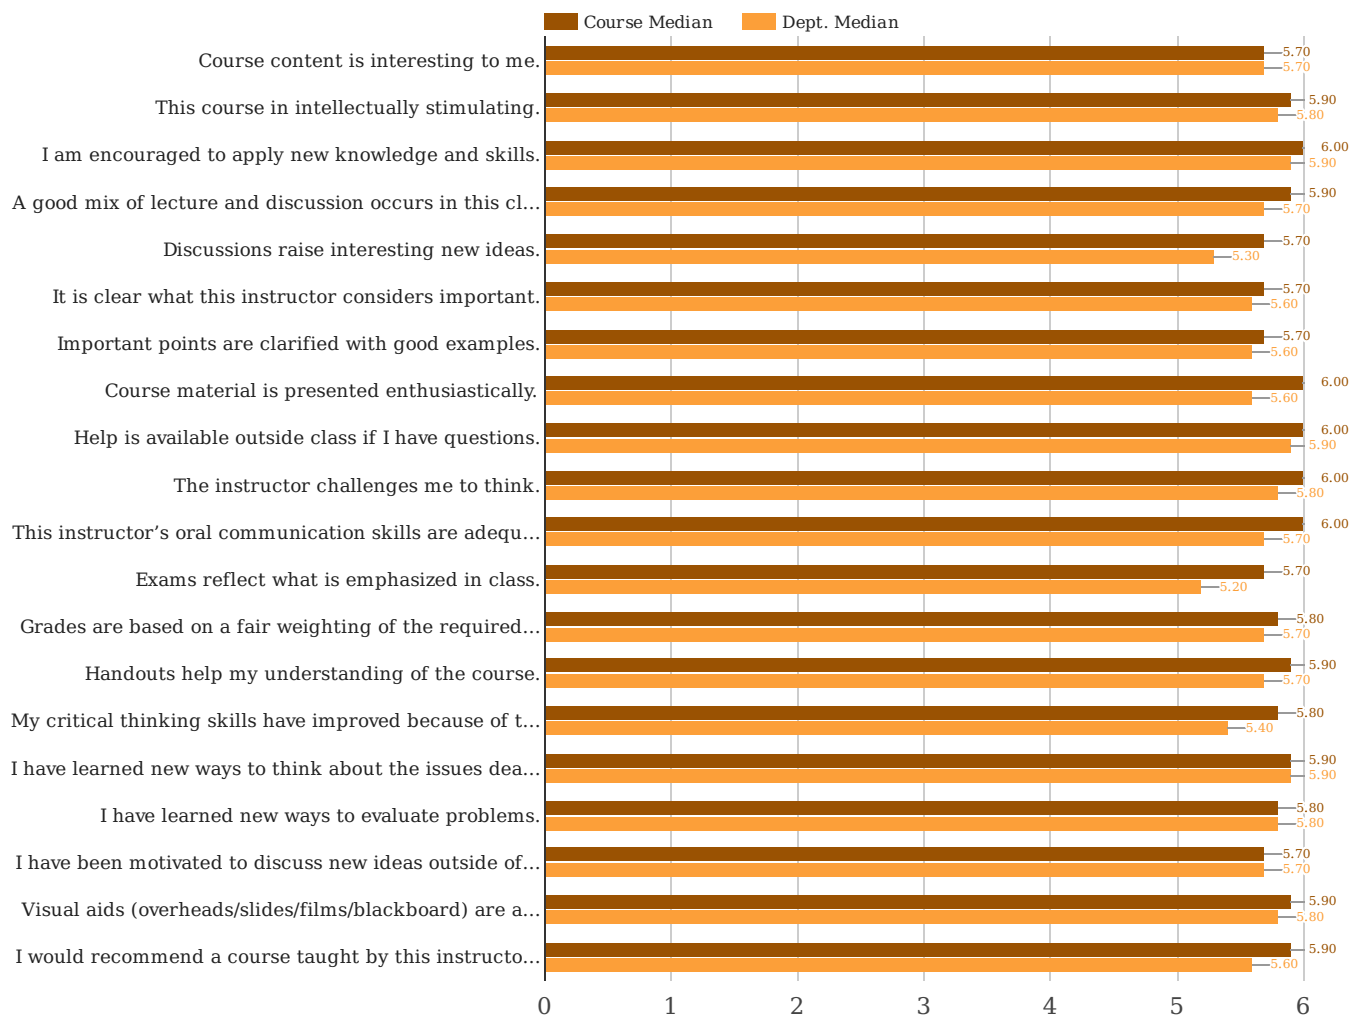 Course Median Dept. Median
Course content is interesting to me. 5.70
5.70
This course in intellectually stimulating. 5.90
5.80
I am encouraged to apply new knowledge and skills. 6.00
5.90
A good mix of lecture and discussion occurs in this cl... 5.90
5.70
Discussions raise interesting new ideas. 5.70
5.30
It is clear what this instructor considers important. 5.70
5.60
Important points are clarified with good examples. 5.70
5.60
Course material is presented enthusiastically. 6.00
5.60
Help is available outside class if I have questions. 6.00
5.90
The instructor challenges me to think. 6.00
5.80
This instructor’s oral communication skills are adequ... 6.00
5.70
Exams reflect what is emphasized in class. 5.70
5.20
Grades are based on a fair weighting of the required... 5.80
5.70
Handouts help my understanding of the course. 5.90
5.70
My critical thinking skills have improved because of t... 5.80
5.40
I have learned new ways to think about the issues dea... 5.90
5.90
I have learned new ways to evaluate problems. 5.80
5.80
I have been motivated to discuss new ideas outside of... 5.70
5.70
Visual aids (overheads/slides/films/blackboard) are a... 5.90
5.80
I would recommend a course taught by this instructo... 5.90
5.60
0 1 2 3 4 5 6